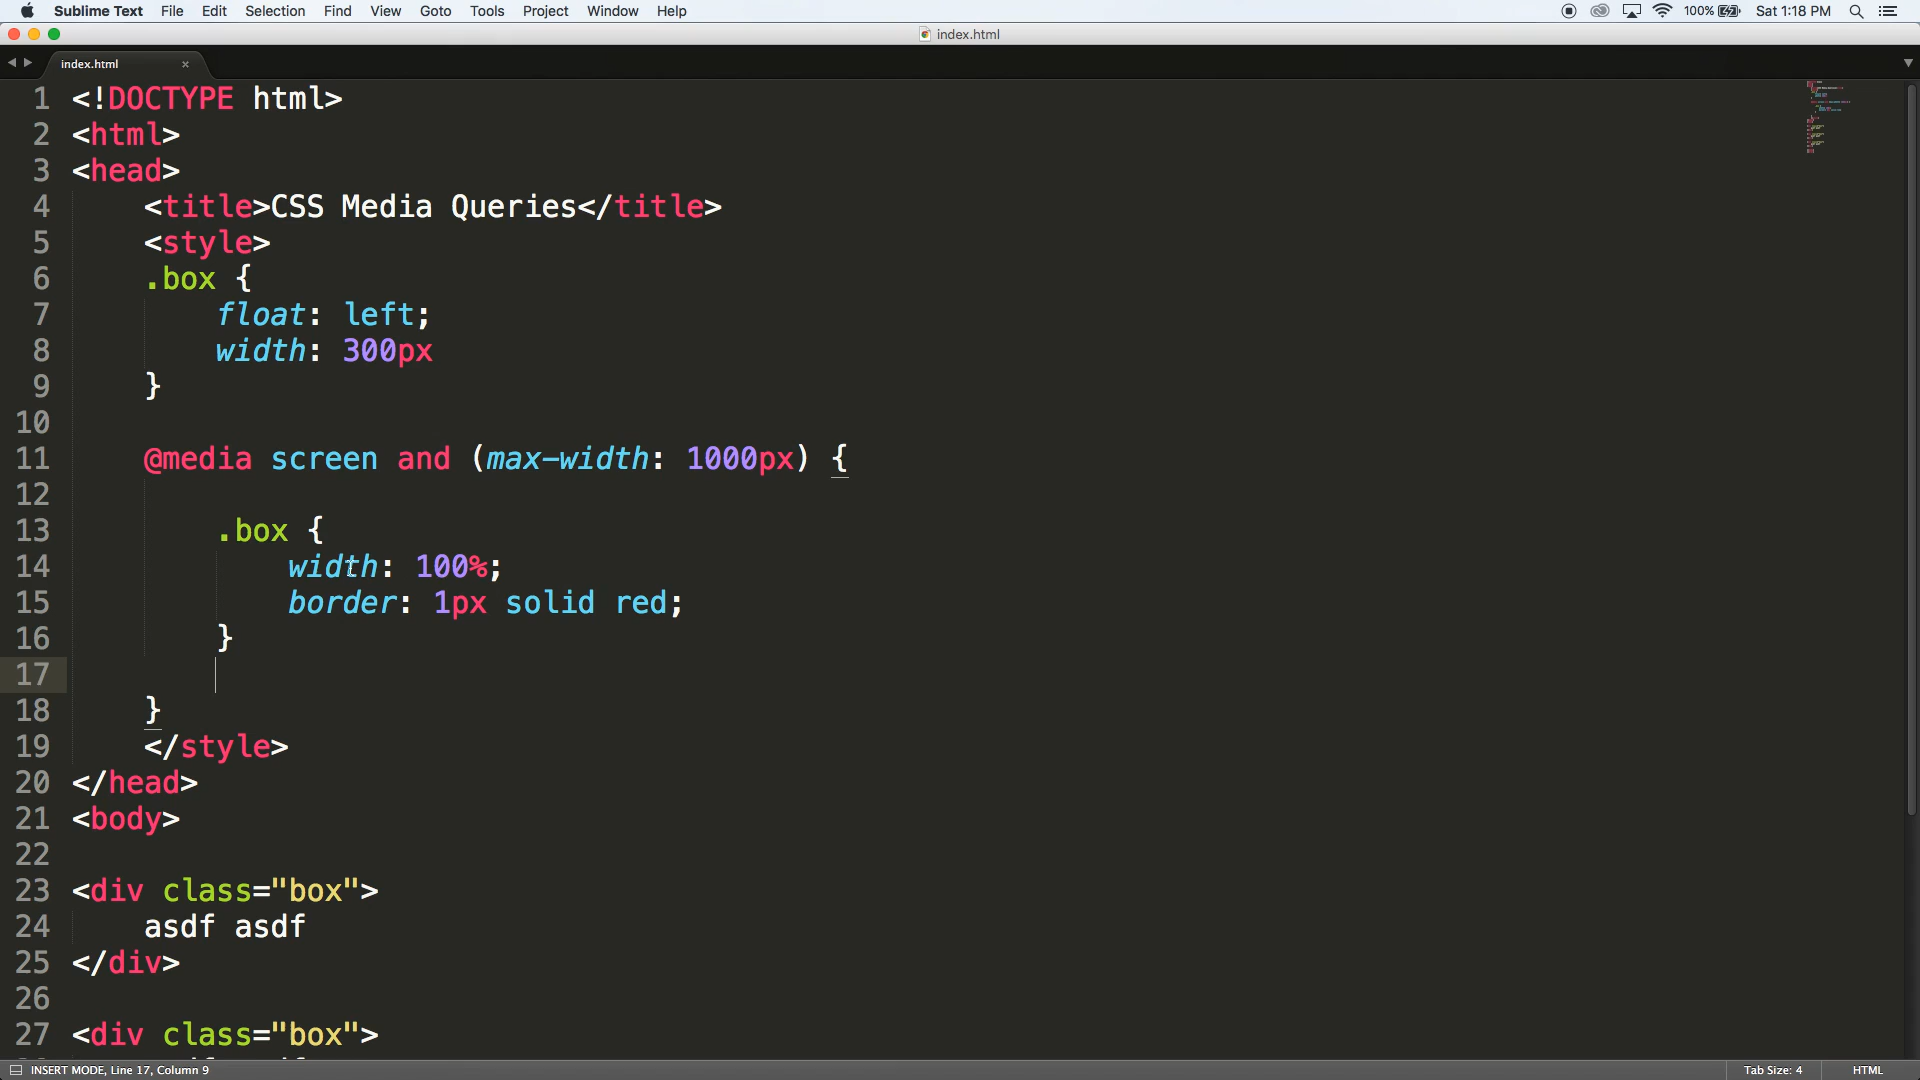 Sublime Text File Edit Selection Find View Goto Tools Project Window Help 100% Sat 1:18 PM
index.html
index.html
1 <!DOCTYPE html>
2 <html>
3 <head>
4 <title>CSS Media Queries</title>
5 <style>
6 .box {
7 float: left;
8 width: 300px
9 }
10
11 @media screen and (max-width: 1000px) {
12
13 .box {
14 width: 100%;
15 border: 1px solid red;
16 }
17
18 }
19 </style>
20 </head>
21 <body>
22
23 <div class="box">
24 asdf asdf
25 </div>
26
27 <div class="box">
INSERT MODE, Line 17, Column 9 Tab Size: 4 HTML